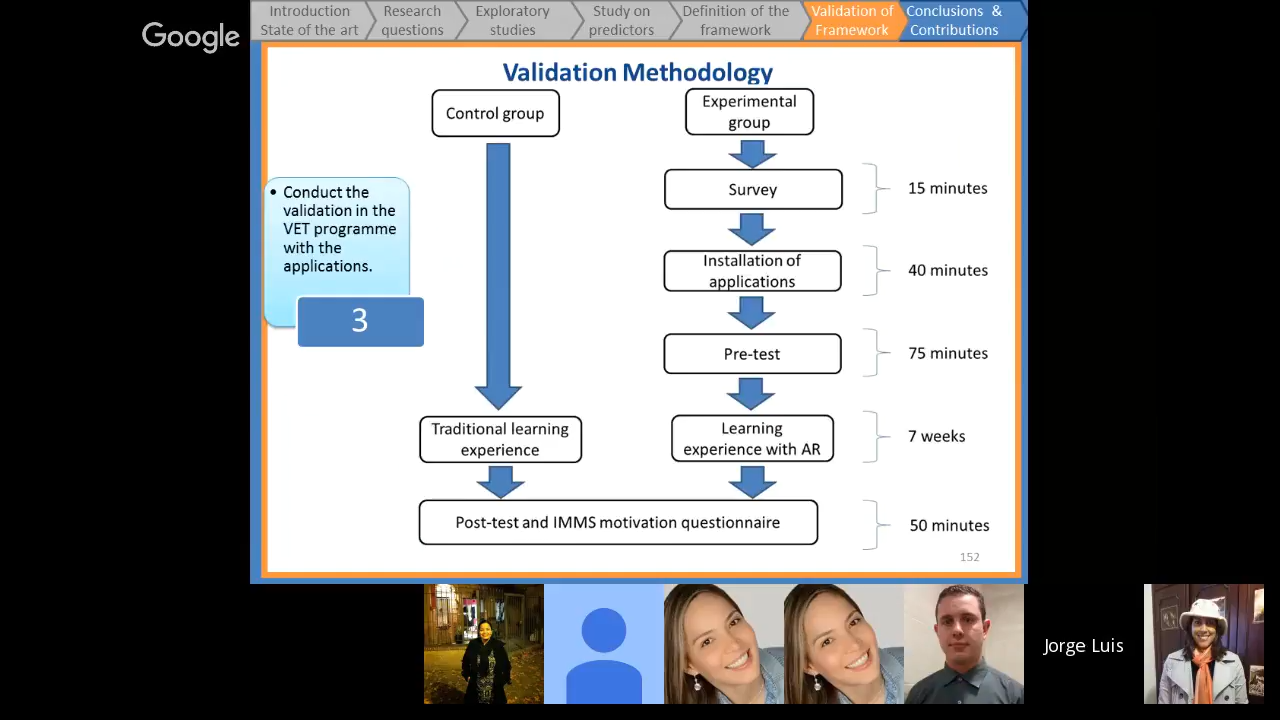 Google
Introduction
State of the art
Research
questions
Exploratory
studies
Study on
predictors
Definition of the
framework
Validation of
Framework
Conclusions &
Contributions
Validation Methodology
Control group
Experimental
group
Survey
15 minutes
• Conduct the
validation in the
VET programme
with the
applications.
3
Installation of
applications
40 minutes
Pre-test
75 minutes
Traditional learning
experience
Learning
experience with AR
7 weeks
Post-test and IMMS motivation questionnaire
50 minutes
152
Jorge Luis